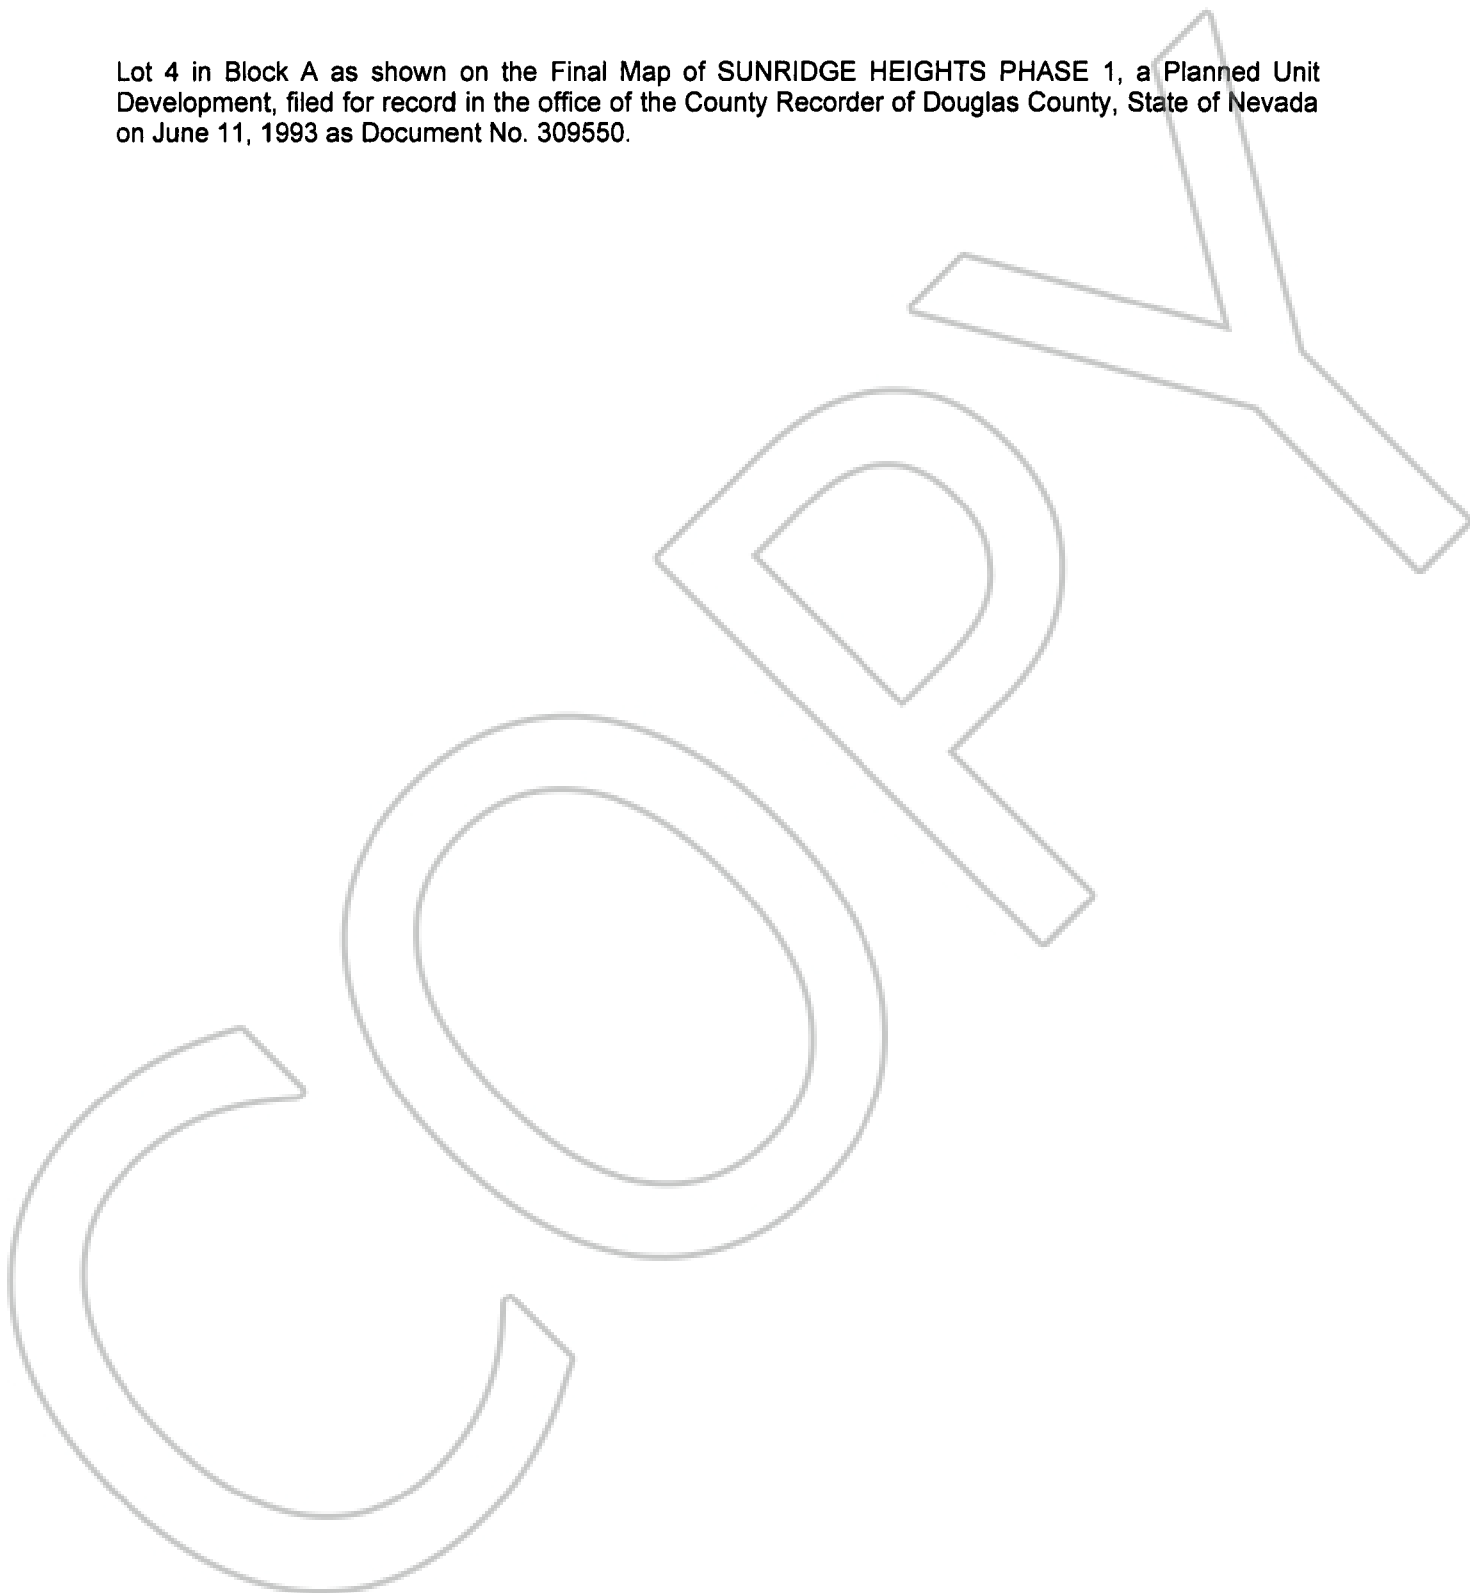 Lot 4 in Block A as shown on the Final Map of SUNRIDGE HEIGHTS PHASE 1, a Planned Unit
Development, filed for record in the office of the County Recorder of Douglas County, State of Nevada
on June 11, 1993 as Document No. 309550.
COPY